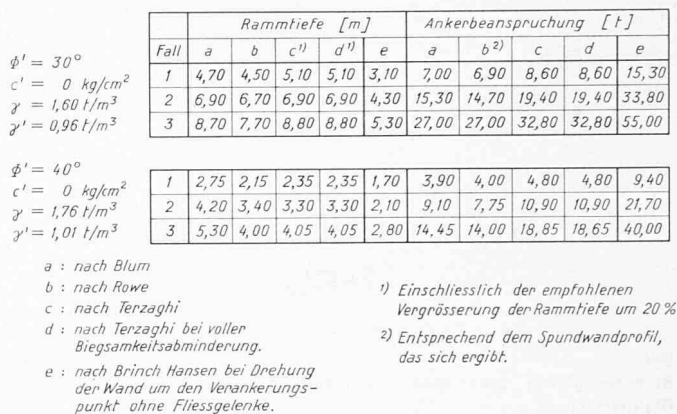 Rammtiefe [m] Ankerbeanspruchung [t]
Fall a b c¹⁾ d¹⁾ e a b²⁾ c d e
1 4,70 4,50 5,10 5,10 3,10 7,00 6,90 8,60 8,60 15,30
2 6,90 6,70 6,90 6,90 4,30 15,30 14,70 19,40 19,40 33,80
3 8,70 7,70 8,80 8,80 5,30 27,00 27,00 32,80 32,80 55,00
Φ' = 30°
c' = 0 kg/cm²
γ = 1,60 t/m³
γ' = 0,96 t/m³
Φ' = 40°
c' = 0 kg/cm²
γ = 1,76 t/m³
γ' = 1,01 t/m³
1 2,75 2,15 2,35 2,35 1,70 3,90 4,00 4,80 4,80 9,40
2 4,20 3,40 3,30 3,30 2,10 9,10 7,75 10,90 10,90 21,70
3 5,30 4,00 4,05 4,05 2,80 14,45 14,00 18,85 18,65 40,00
a : nach Blum
b : nach Rowe
c : nach Terzaghi
d : nach Terzaghi bei voller
Biegsamkeitsabminderung.
e : nach Brinch Hansen bei Drehung
der Wand um den Verankerungs-
punkt ohne Fliessgelenke.
1) Einschliesslich der empfohlenen
Vergrösserung der Rammtiefe um 20 %
2) Entsprechend dem Spundwandprofil,
das sich ergibt.